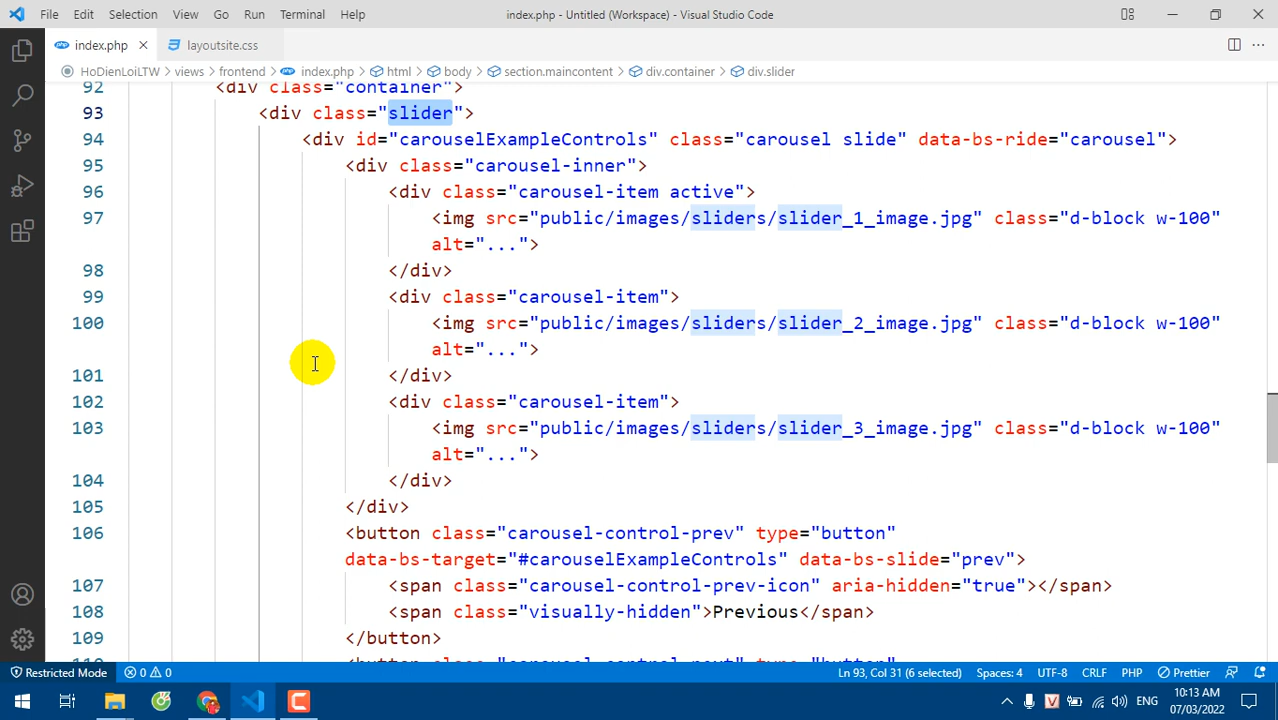 File Edit Selection View Go Run Terminal Help index.php - Untitled (Workspace) - Visual Studio Code
index.php layoutsite.css
HoDienLoiLTW > views > frontend > index.php > html > body > section.maincontent > div.container > div.slider
92 <div class="container">
93 <div class="slider">
94 <div id="carouselExampleControls" class="carousel slide" data-bs-ride="carousel">
95 <div class="carousel-inner">
96 <div class="carousel-item active">
97 <img src="public/images/sliders/slider_1_image.jpg" class="d-block w-100"
alt="...">
98 </div>
99 <div class="carousel-item">
100 <img src="public/images/sliders/slider_2_image.jpg" class="d-block w-100"
alt="...">
101 </div>
102 <div class="carousel-item">
103 <img src="public/images/sliders/slider_3_image.jpg" class="d-block w-100"
alt="...">
104 </div>
105 </div>
106 <button class="carousel-control-prev" type="button"
data-bs-target="#carouselExampleControls" data-bs-slide="prev">
107 <span class="carousel-control-prev-icon" aria-hidden="true"></span>
108 <span class="visually-hidden">Previous</span>
109 </button>
110 <button class="carousel-control-next" type="button"
Restricted Mode 0 0 Ln 93, Col 31 (6 selected) Spaces: 4 UTF-8 CRLF PHP Prettier
ENG 10:13 AM
07/03/2022